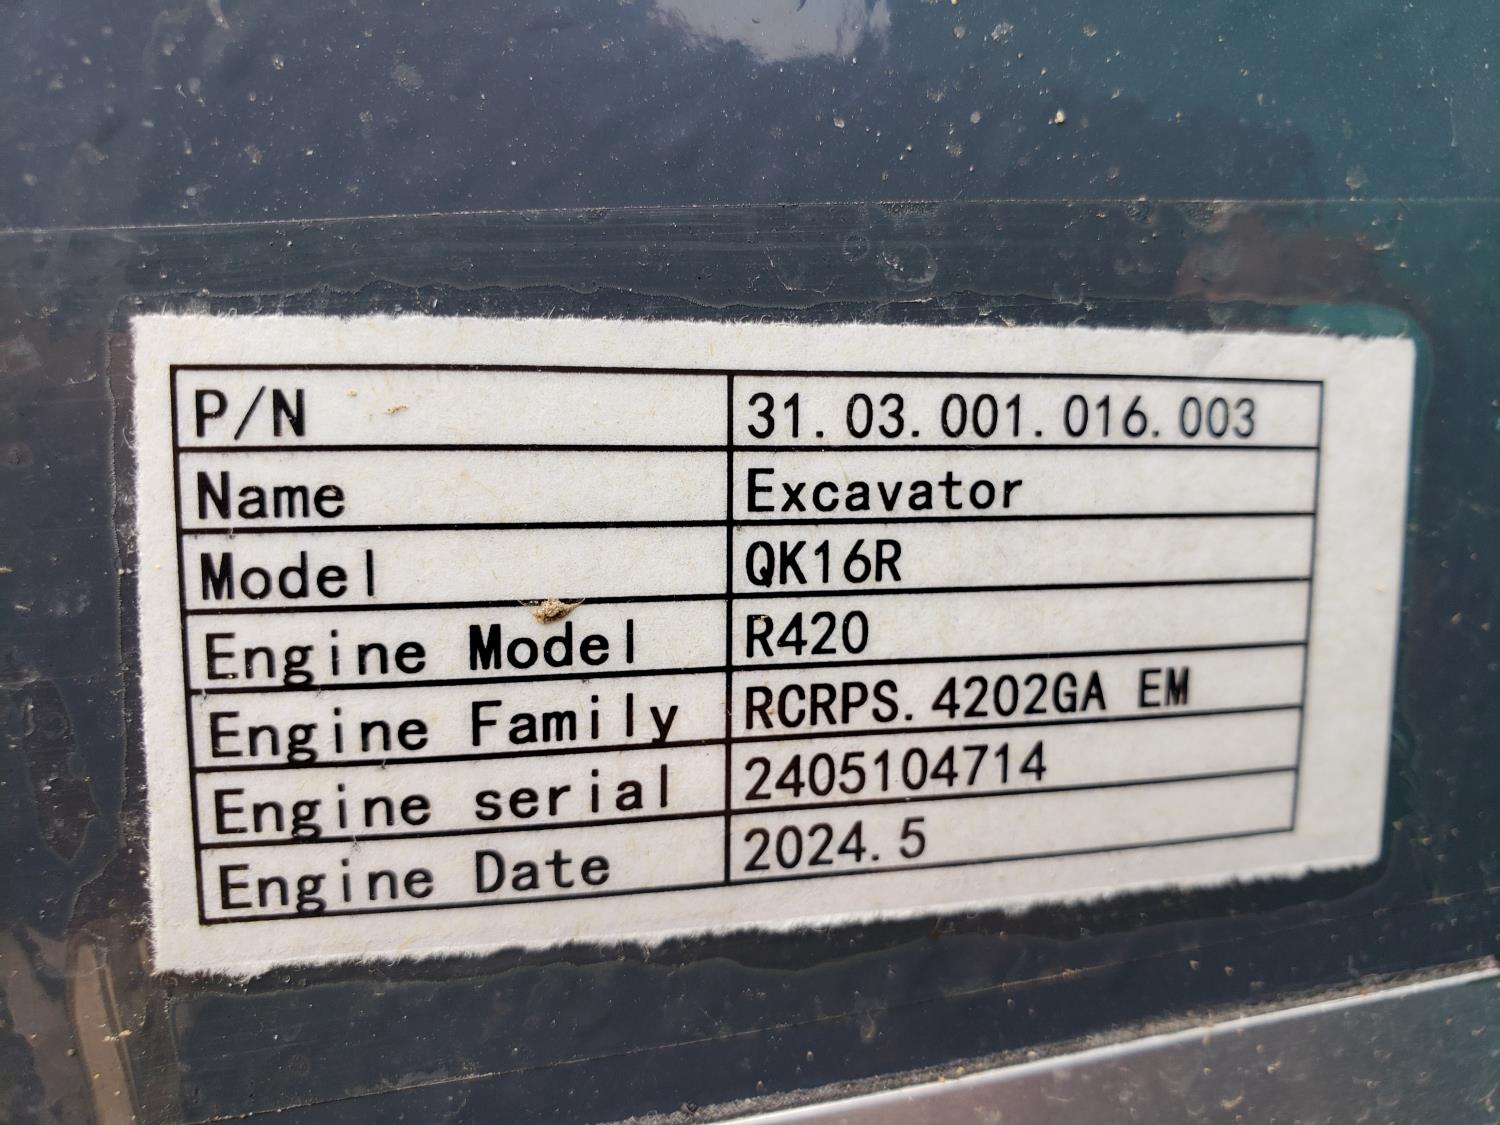 P/N 31.03.001.016.003
Name Excavator
Model QK16R
Engine Model R420
Engine Family RCRPS.4202GA EM
Engine serial 2405104714
Engine Date 2024.5